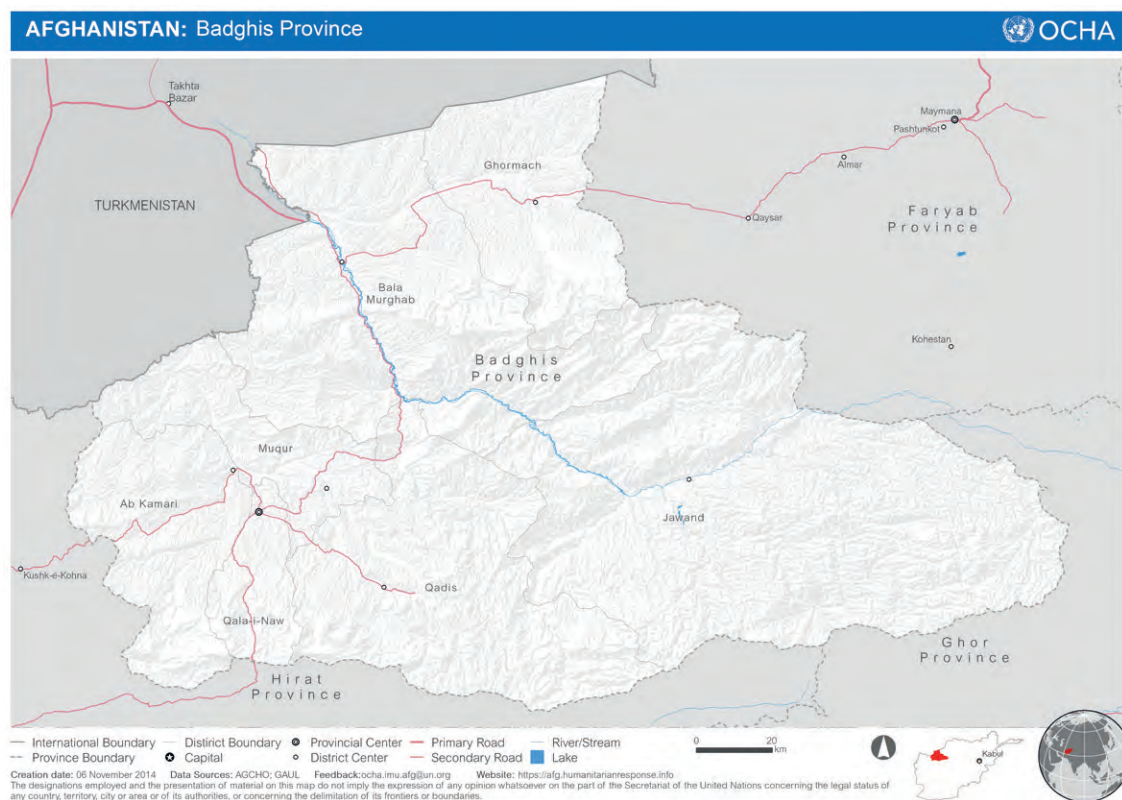 AFGHANISTAN: Badghis Province
OCHA
Takhta
Bazar
Maymana
Pashtunkot
Almar
Ghormach
TURKMENISTAN
Qaysar
Faryab
Province
Bala
Murghab
Kohestan
Badghis
Province
Muqur
Ab Kamari
Jawand
Kushk-e-Kohna
Qadis
Qala-i-Naw
Ghor
Province
Hirat
Province
International Boundary
Province Boundary
District Boundary
Capital
Provincial Center
District Center
Primary Road
Secondary Road
River/Stream
Lake
0 20
km
Kabul
Creation date: 06 November 2014 Data Sources: AGCHO; GAUL Feedback:ocha.imu.afg@un.org Website: https://afg.humanitarianresponse.info
The designations employed and the presentation of material on this map do not imply the expression of any opinion whatsoever on the part of the Secretariat of the United Nations concerning the legal status of
any country, territory, city or area or of its authorities, or concerning the delimitation of its frontiers or boundaries.